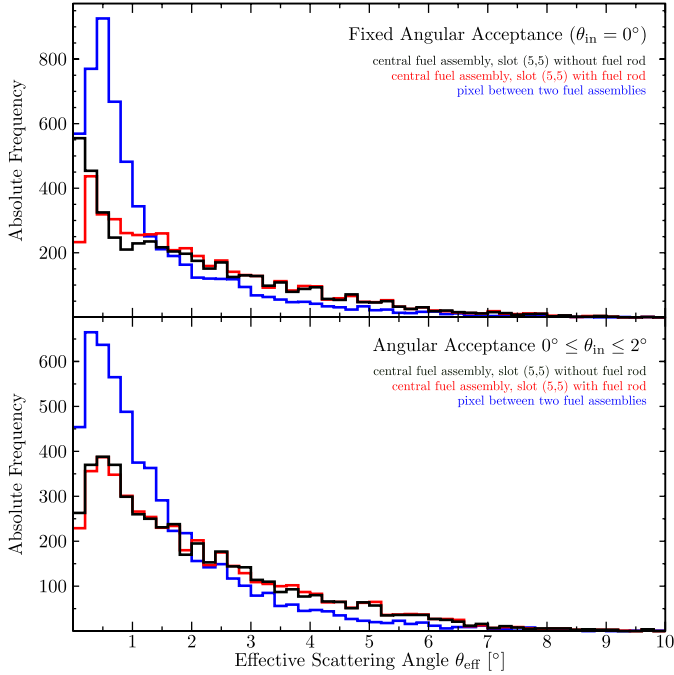 Fixed Angular Acceptance (θin = 0°)
central fuel assembly, slot (5,5) without fuel rod
central fuel assembly, slot (5,5) with fuel rod
pixel between two fuel assemblies
Absolute Frequency
800
600
400
200
Angular Acceptance 0° ≤ θin ≤ 2°
central fuel assembly, slot (5,5) without fuel rod
central fuel assembly, slot (5,5) with fuel rod
pixel between two fuel assemblies
Absolute Frequency
600
500
400
300
200
100
1 2 3 4 5 6 7 8 9 10
Effective Scattering Angle θeff [°]